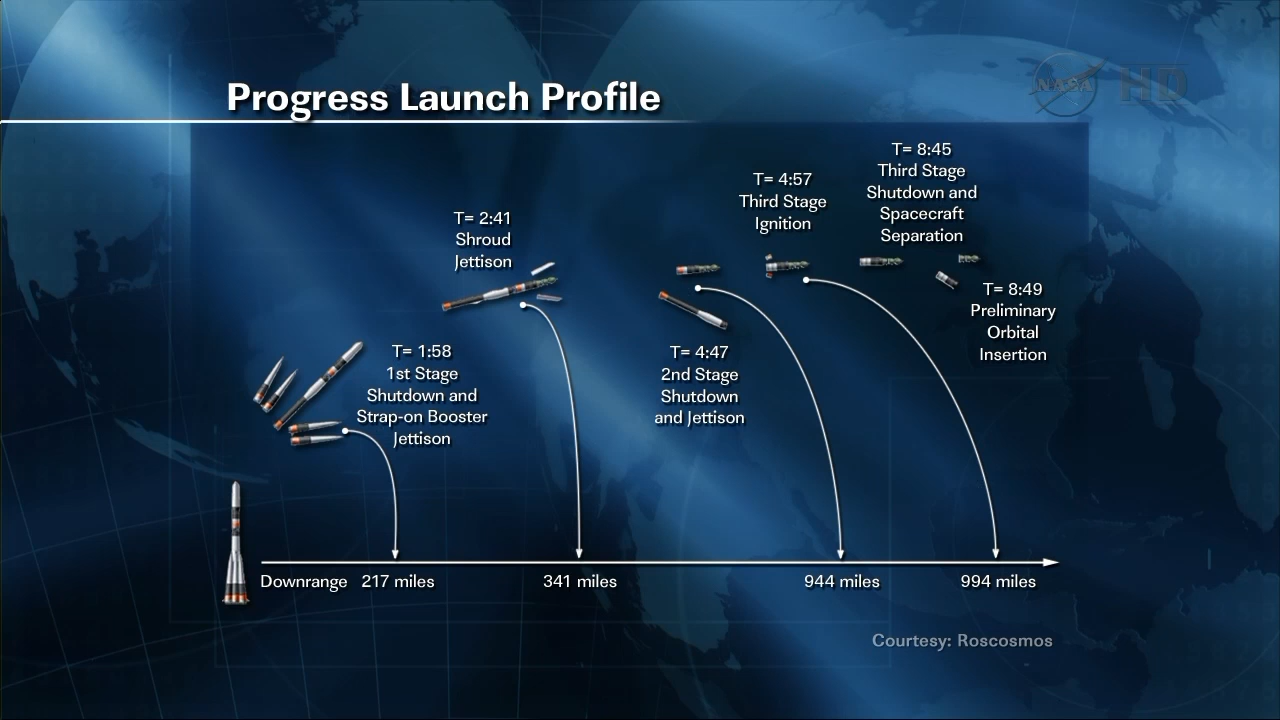 Progress Launch Profile
NASA HD
T= 8:45
Third Stage
Shutdown and
Spacecraft
Separation
T= 4:57
Third Stage
Ignition
T= 2:41
Shroud
Jettison
T= 8:49
Preliminary
Orbital
Insertion
T= 1:58
1st Stage
Shutdown and
Strap-on Booster
Jettison
T= 4:47
2nd Stage
Shutdown
and Jettison
Downrange 217 miles 341 miles 944 miles 994 miles
Courtesy: Roscosmos